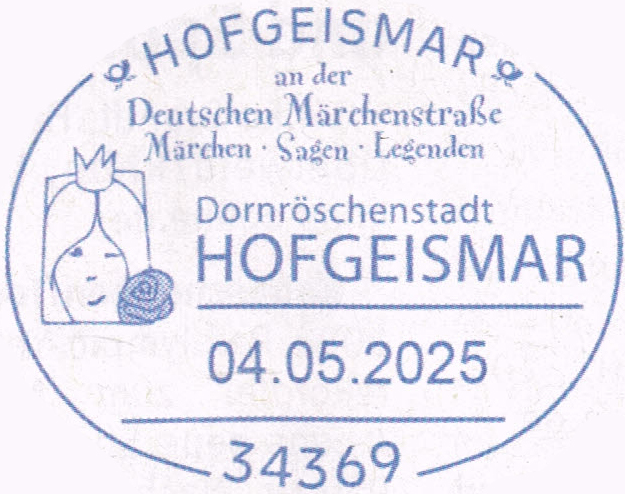 HOFGEISMAR
an der
Deutschen Märchenstraße
Märchen · Sagen · Legenden
Dornröschenstadt
HOFGEISMAR
04.05.2025
34369